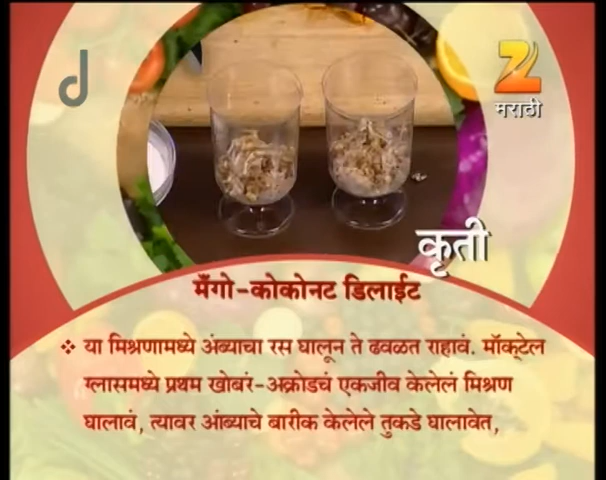 d
Z
मराठी
कृती
मँगो-कोकोनट डिलाईट
❖ या मिश्रणामध्ये अंब्याचा रस घालून ते ढवळत राहावं. मॉक्टेल
ग्लासमध्ये प्रथम खोबरं-अक्रोडचं एकजीव केलेलं मिश्रण
घालावं, त्यावर आंब्याचे बारीक केलेले तुकडे घालावेत,